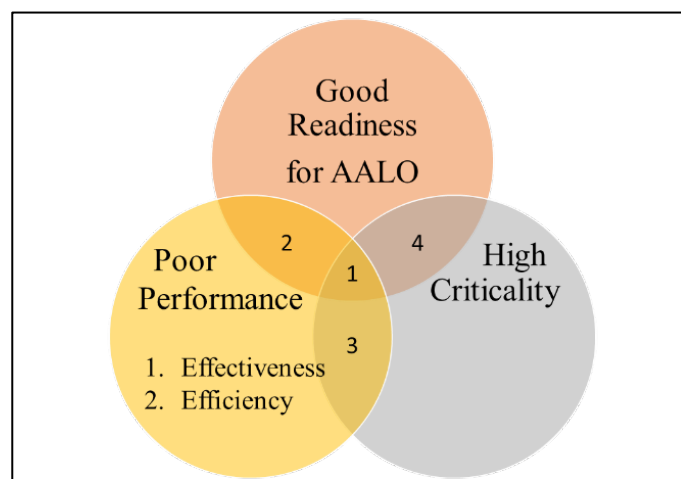 Good
Readiness
for AALO
2
4
1
Poor
Performance
High
Criticality
3
1. Effectiveness
2. Efficiency